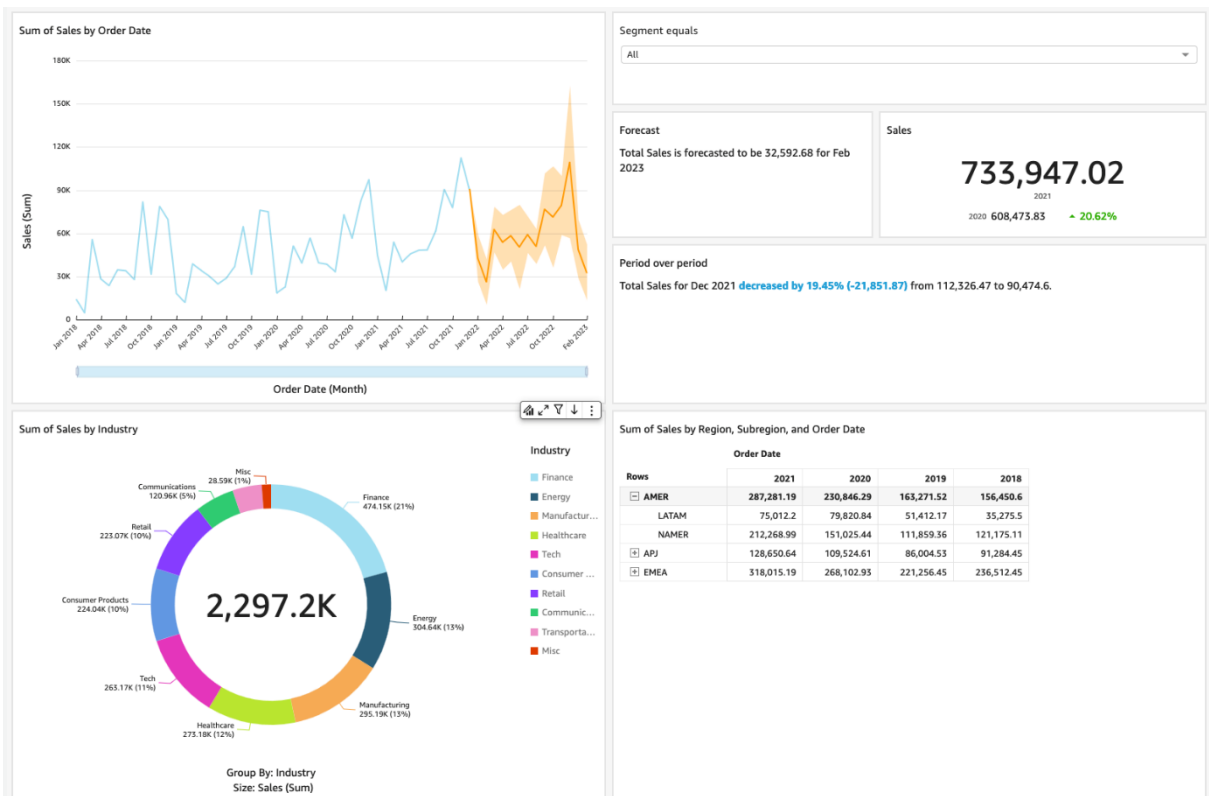 Sum of Sales by Order Date
180K
150K
120K
90K
60K
30K
0
Sales (Sum)
Jan 2018
Apr 2018
Jul 2018
Oct 2018
Jan 2019
Apr 2019
Jul 2019
Oct 2019
Jan 2020
Apr 2020
Jul 2020
Oct 2020
Jan 2021
Apr 2021
Jul 2021
Oct 2021
Jan 2022
Apr 2022
Jul 2022
Oct 2022
Feb 2023
Order Date (Month)
Segment equals
All
Forecast
Total Sales is forecasted to be 32,592.68 for Feb
2023
Sales
733,947.02
2021
2020 608,473.83 20.62%
Period over period
Total Sales for Dec 2021 decreased by 19.45% (-21,851.87) from 112,326.47 to 90,474.6.
Sum of Sales by Industry
Misc
28.59K (1%)
Communications
120.96K (5%)
Retail
223.07K (10%)
Consumer Products
224.04K (10%)
Tech
263.17K (11%)
Healthcare
273.18K (12%)
Manufacturing
295.19K (13%)
Energy
304.64K (13%)
Finance
474.15K (21%)
2,297.2K
Group By: Industry
Size: Sales (Sum)
Industry
Finance
Energy
Manufactur...
Healthcare
Tech
Consumer ...
Retail
Communic...
Transporta...
Misc
Sum of Sales by Region, Subregion, and Order Date
Order Date
Rows 2021 2020 2019 2018
AMER 287,281.19 230,846.29 163,271.52 156,450.6
LATAM 75,012.2 79,820.84 51,412.17 35,275.5
NAMER 212,268.99 151,025.44 111,859.36 121,175.11
APJ 128,650.64 109,524.61 86,004.53 91,284.45
EMEA 318,015.19 268,102.93 221,256.45 236,512.45